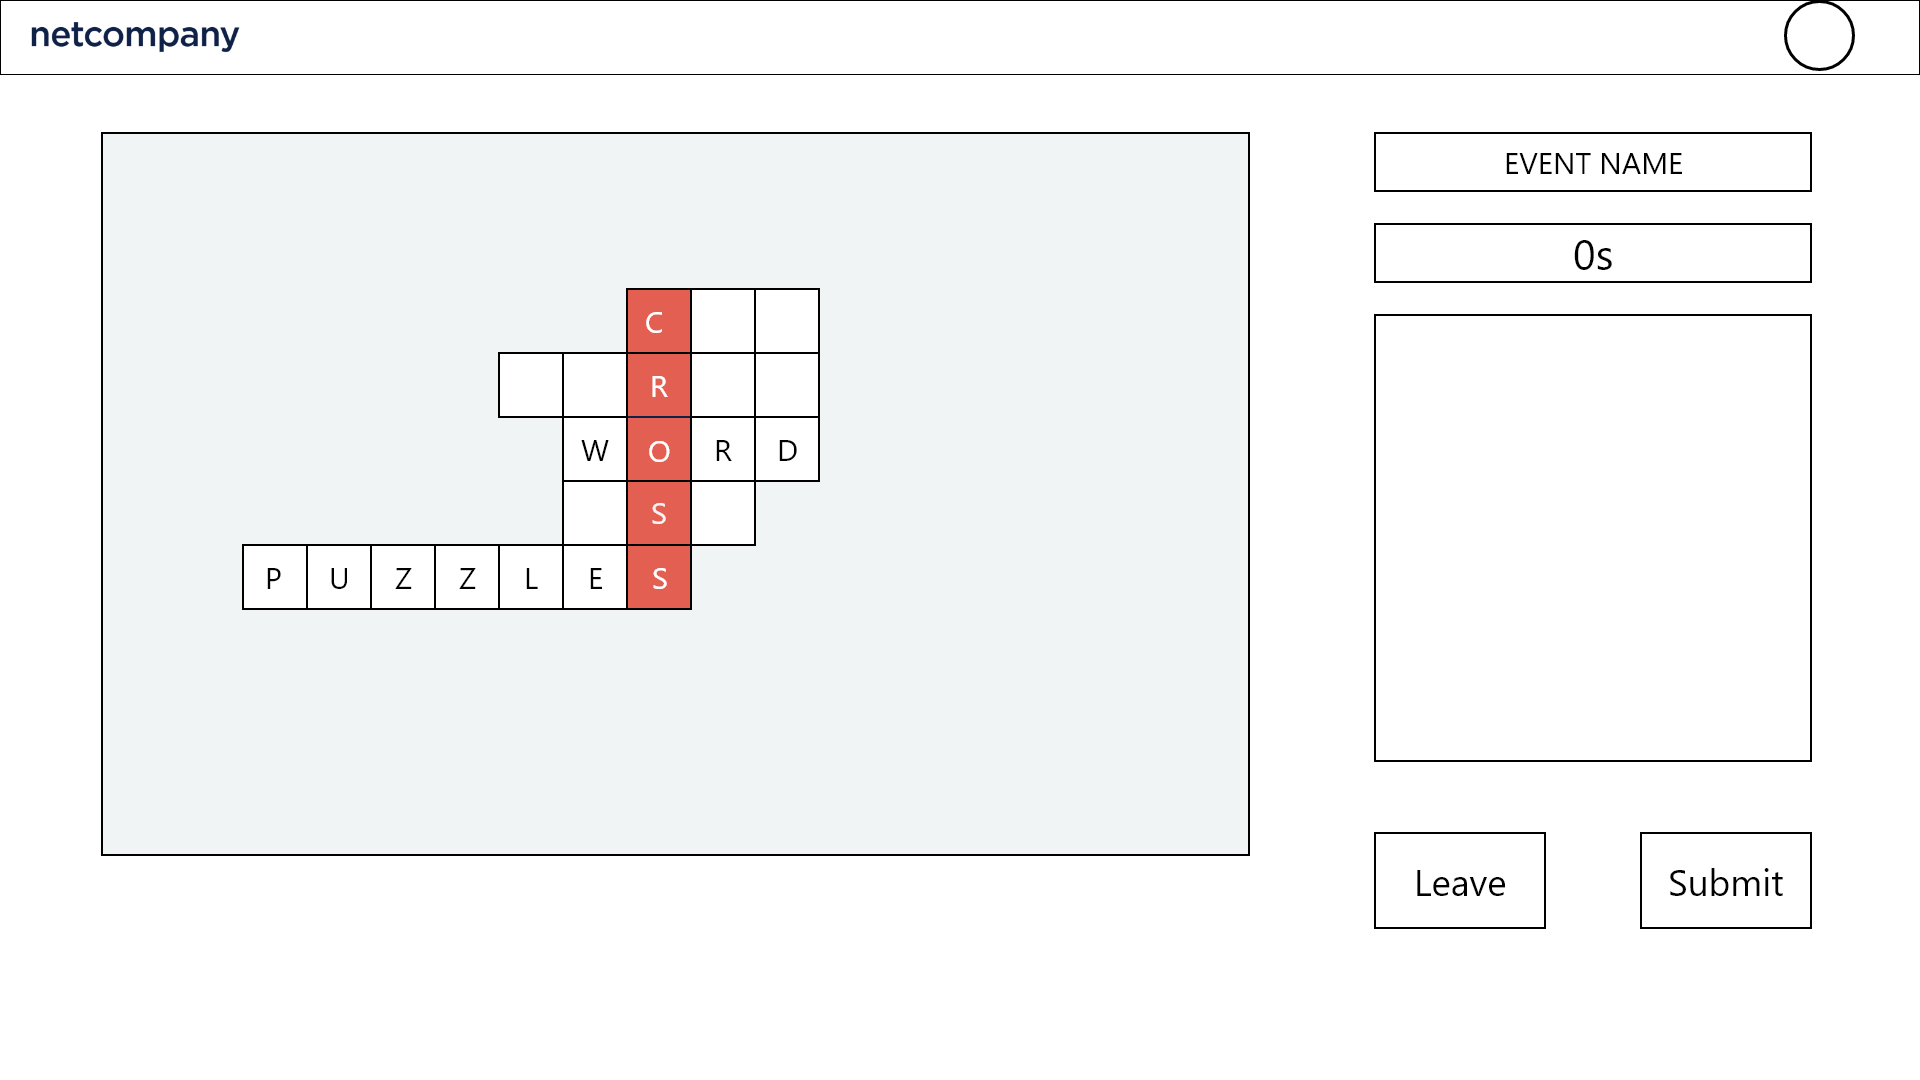 netcompany
EVENT NAME
0s
C
R
W O R D
S
P U Z Z L E S
Leave
Submit